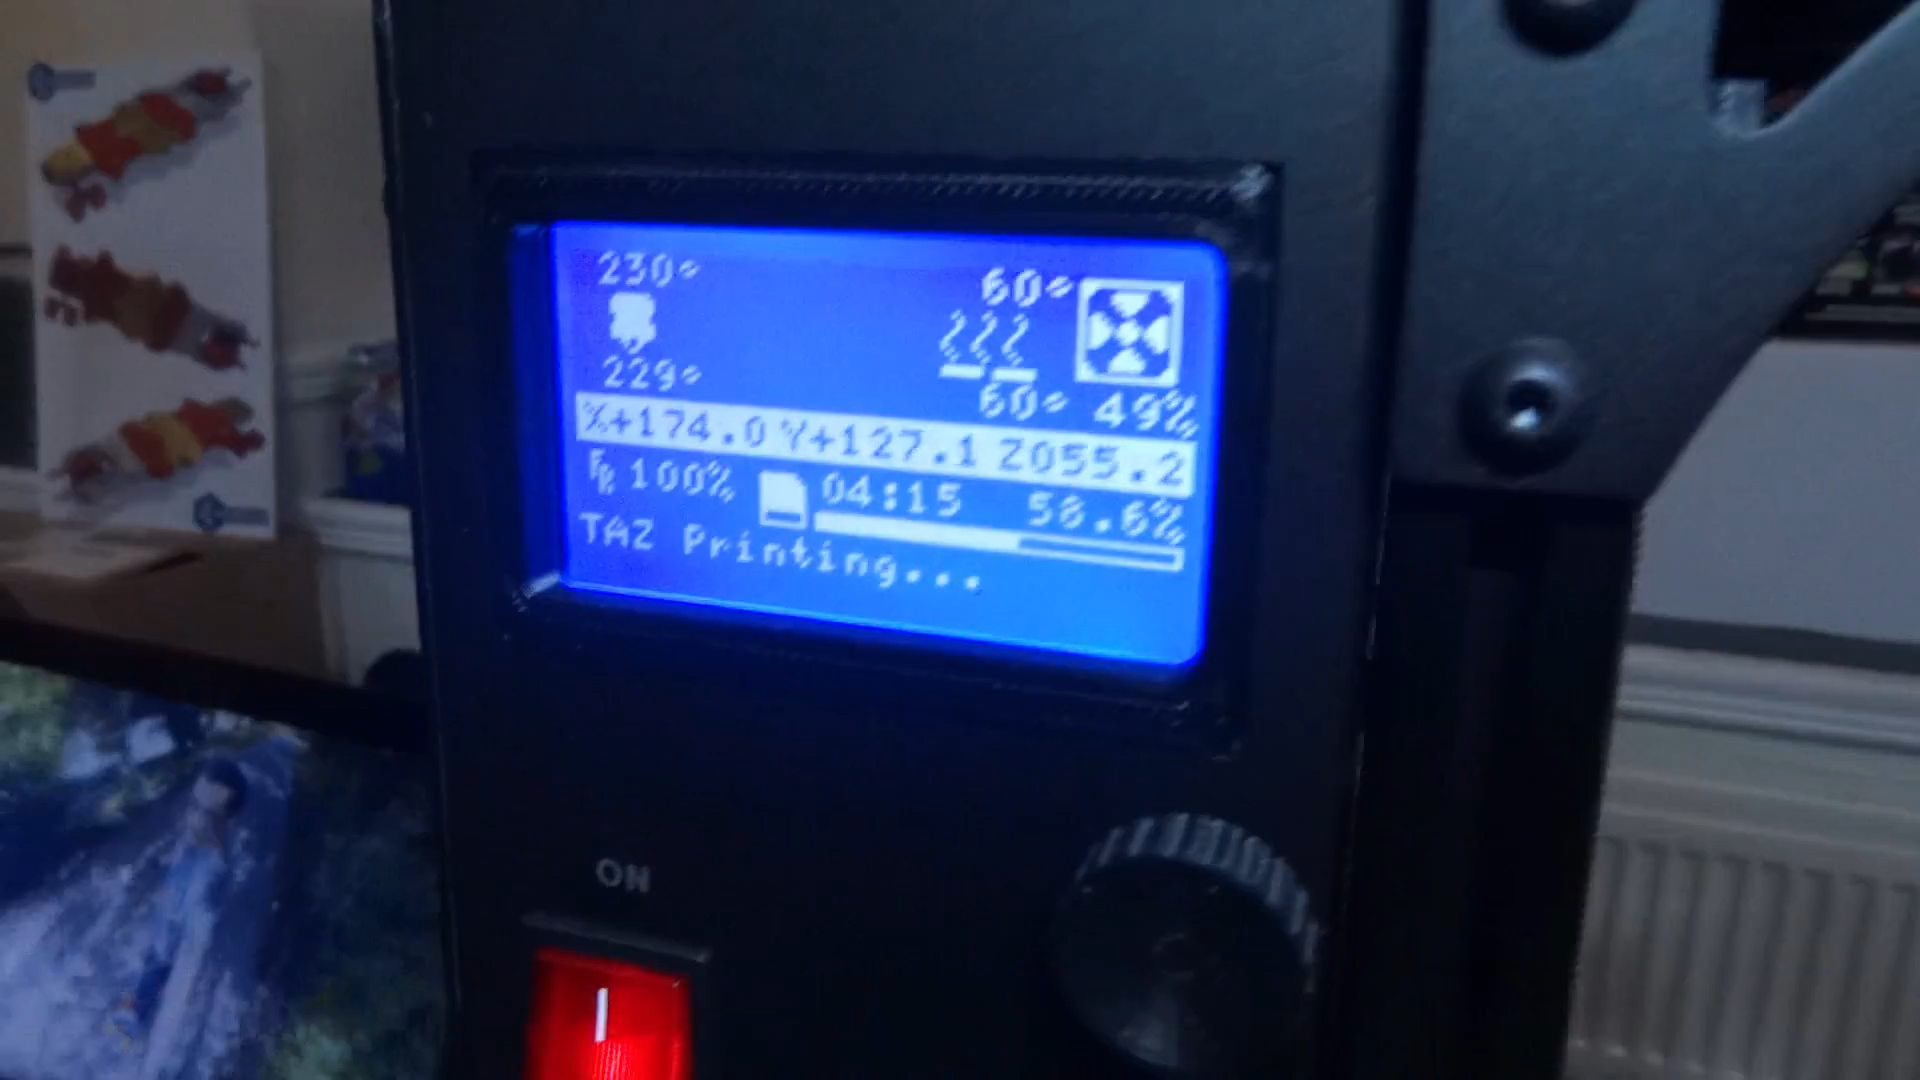 230° 60°
229° 60° 49%
X+174.0 Y+127.1 Z055.2
FR 100% 04:15 58.6%
TAZ Printing...
ON